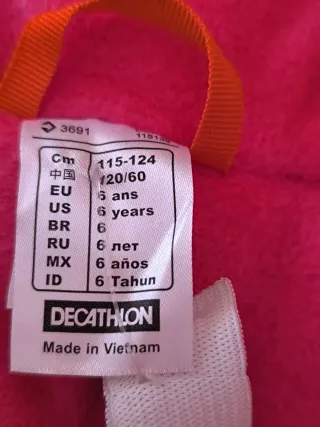 3691
Cm 115-124
中国 120/60
EU 6 ans
US 6 years
BR 6
RU 6 лет
MX 6 años
ID 6 Tahun
DECATHLON
Made in Vietnam